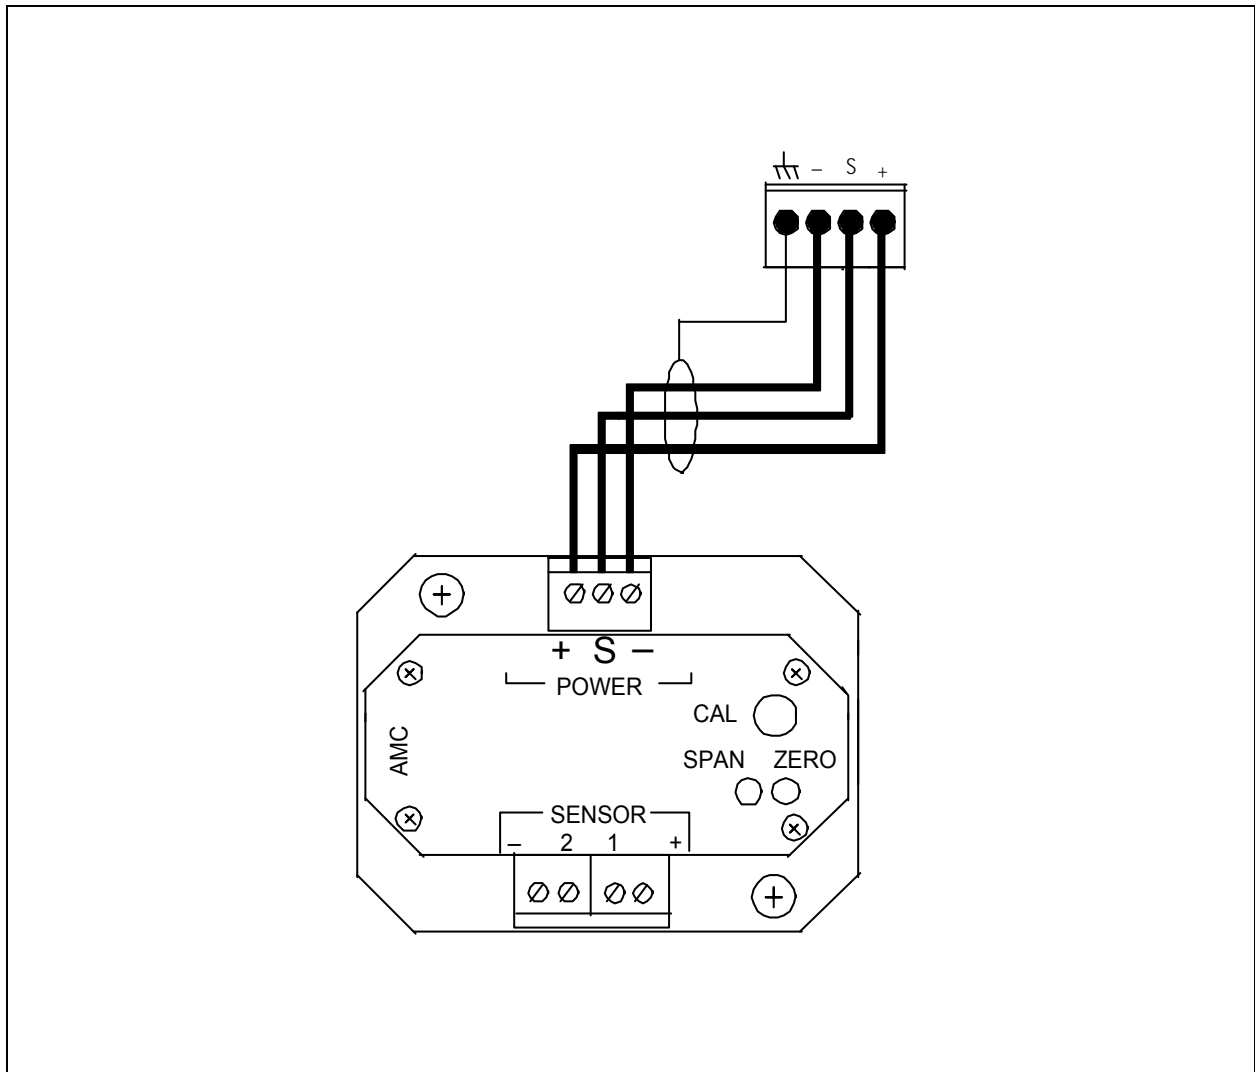 – S +
+ S –
POWER
CAL
AMC
SPAN ZERO
SENSOR
– 2 1 +